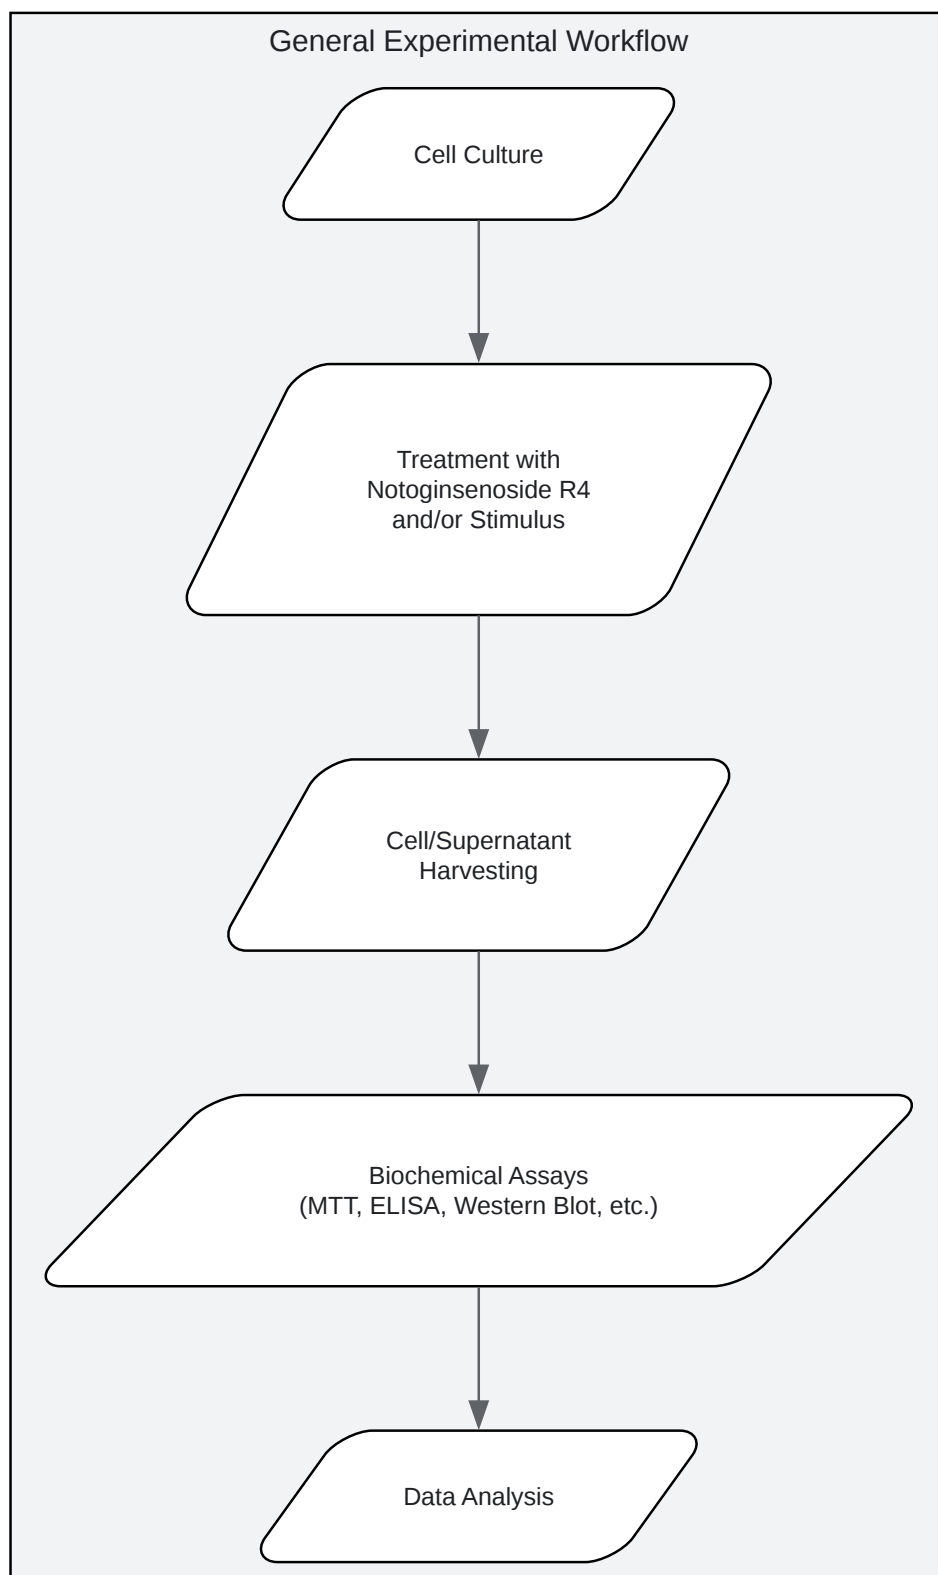 General Experimental Workflow
Cell Culture
Treatment with
Notoginsenoside R4
and/or Stimulus
Cell/Supernatant
Harvesting
Biochemical Assays
(MTT, ELISA, Western Blot, etc.)
Data Analysis